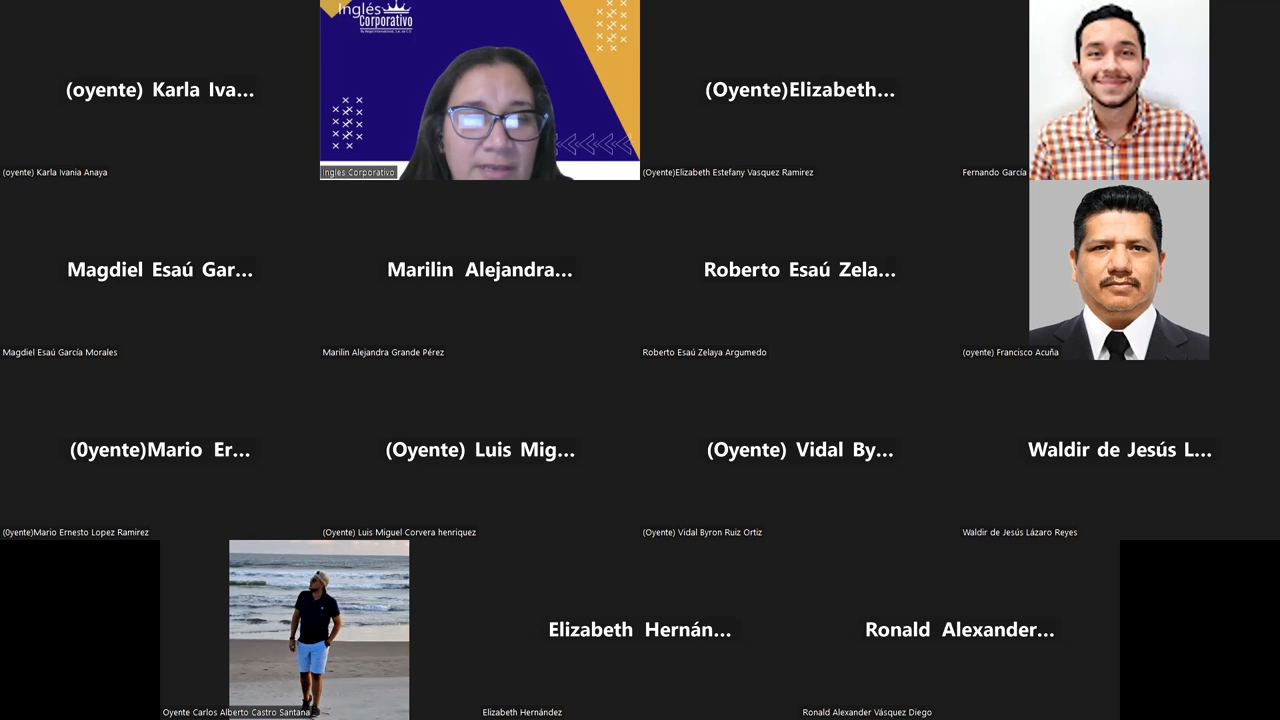 (oyente) Karla Iva...
(oyente) Karla Ivania Anaya
Inglés
Corporativo
Ingles Corporativo
(Oyente)Elizabeth...
(Oyente)Elizabeth Estefany Vasquez Ramirez
Fernando García
Magdiel Esaú Gar...
Magdiel Esaú García Morales
Marilin Alejandra...
Marilin Alejandra Grande Pérez
Roberto Esaú Zela...
Roberto Esaú Zelaya Argumedo
(oyente) Francisco Acuña
(0yente)Mario Er...
(0yente)Mario Ernesto Lopez Ramirez
(Oyente) Luis Mig...
(Oyente) Luis Miguel Corvera henriquez
(Oyente) Vidal By...
(Oyente) Vidal Byron Ruiz Ortiz
Waldir de Jesús L...
Waldir de Jesús Lázaro Reyes
Oyente Carlos Alberto Castro Santana
Elizabeth Hernán...
Elizabeth Hernández
Ronald Alexander...
Ronald Alexander Vásquez Diego